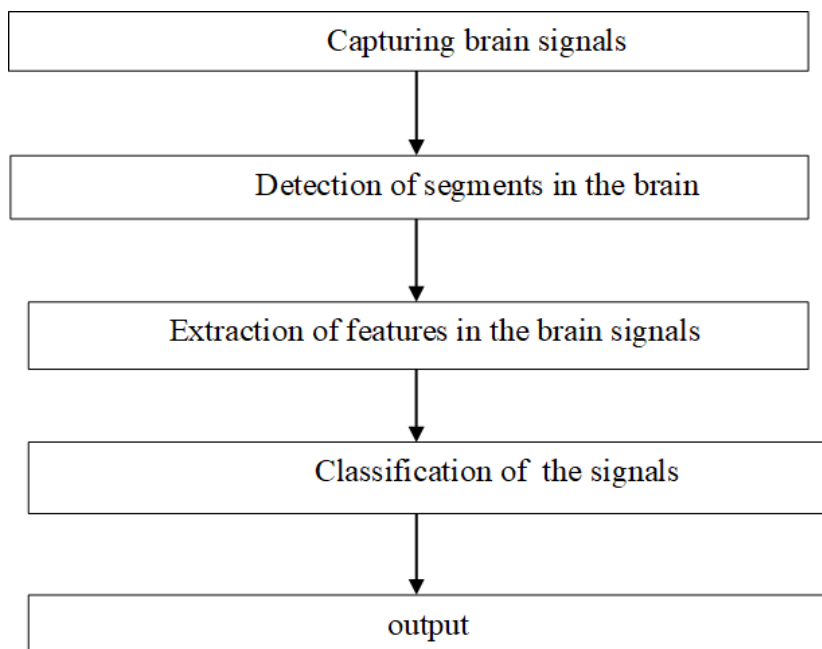 Capturing brain signals
Detection of segments in the brain
Extraction of features in the brain signals
Classification of the signals
output